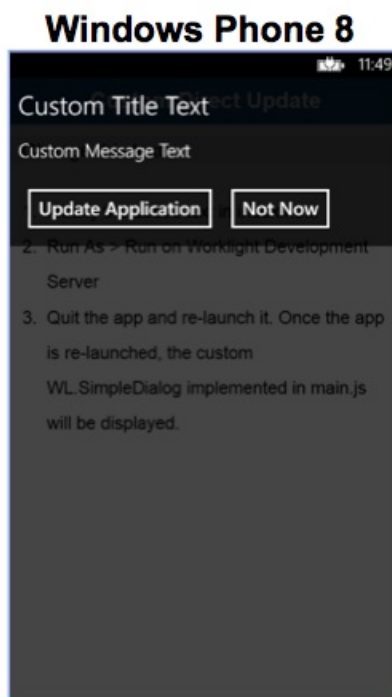 Windows Phone 8
11:49
Custom Title Text
ect Update
Custom Message Text
Update Application
Not Now
2. Run As > Run on Worklight Development
Server
3. Quit the app and re-launch it. Once the app
is re-launched, the custom
WL.SimpleDialog implemented in main.js
will be displayed.